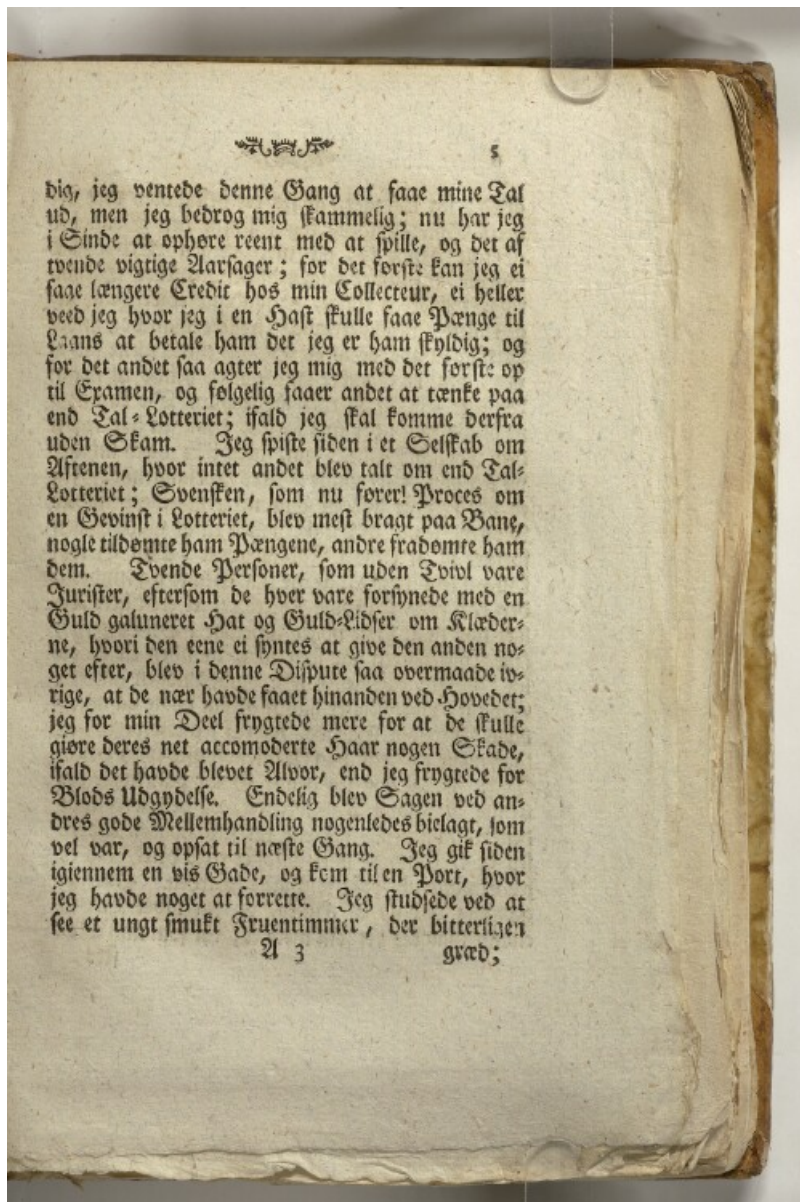 5
dig, jeg ventede denne Gang at faae mine Tal
ud, men jeg bedrog mig skammelig; nu har jeg
i Sinde at ophøre reent med at spille, og det af
tvende vigtige Aarsager; for det første kan jeg ei
faae længere Credit hos min Collecteur, ei heller
veed jeg hvor jeg i en Hast skulle faae Pænge til
Laans at betale ham det jeg er ham skyldig; og
for det andet saa agter jeg mig med det første op
til Examen, og følgelig faaer andet at tænke paa
end Tal-Lotteriet; ifald jeg skal komme derfra
uden Skam. Jeg spiste siden i et Selskab om
Aftenen, hvor intet andet blev talt om end Tal-
Lotteriet; Svensken, som nu fører! Proces om
en Gevinst i Lotteriet, blev mest bragt paa Bane,
nogle tildømte ham Pængene, andre fradømte ham
dem. Tvende Personer, som uden Tvivl vare
Jurister, eftersom de hver vare forsynede med en
Guld galuneret Hat og Guld-Lidser om Klæder-
ne, hvori den eene ei syntes at give den anden no-
get efter, blev i denne Dispute saa overmaade iv-
rige, at de nær havde faaet hinanden ved Hovedet;
jeg for min Deel frygtede mere for at de skulle
giøre deres net accomoderte Haar nogen Skade,
ifald det havde blevet Alvor, end jeg frygtede for
Blods Udgydelse. Endelig blev Sagen ved an-
dres gode Mellemhandling nogenledes bielagt, som
vel var, og opsat til næste Gang. Jeg gik siden
igiennem en vis Gade, og kom til en Port, hvor
jeg havde noget at forrette. Jeg studsede ved at
see et ungt smukt Fruentimmer, der bitterligen
A 3 græd;